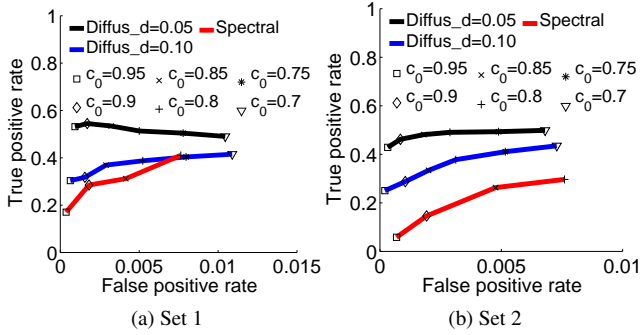 Diffus_d=0.05 Spectral
Diffus_d=0.10
c0=0.95 c0=0.85 c0=0.75
c0=0.9 c0=0.8 c0=0.7
True positive rate
1
0.8
0.6
0.4
0.2
0
0 0.005 0.01 0.015
False positive rate
(a) Set 1
Diffus_d=0.05 Spectral
Diffus_d=0.10
c0=0.95 c0=0.85 c0=0.75
c0=0.9 c0=0.8 c0=0.7
True positive rate
1
0.8
0.6
0.4
0.2
0
0 0.005 0.01
False positive rate
(b) Set 2